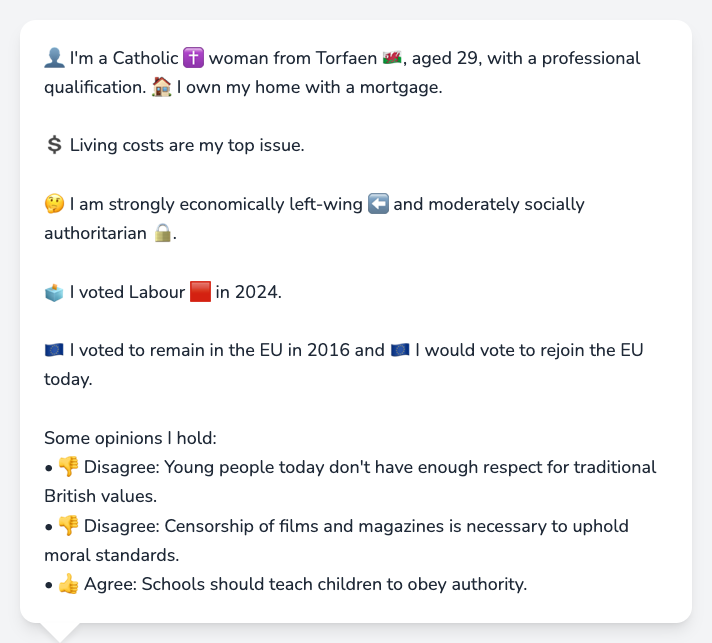 👤 I'm a Catholic ✝️ woman from Torfaen 🏴󠁧󠁢󠁷󠁬󠁳󠁿, aged 29, with a professional
qualification. 🏠 I own my home with a mortgage.
💲 Living costs are my top issue.
🤔 I am strongly economically left-wing ⬅️ and moderately socially
authoritarian 🔒.
🗳️ I voted Labour 🟥 in 2024.
🇪🇺 I voted to remain in the EU in 2016 and 🇪🇺 I would vote to rejoin the EU
today.
Some opinions I hold:
• 👎 Disagree: Young people today don't have enough respect for traditional
British values.
• 👎 Disagree: Censorship of films and magazines is necessary to uphold
moral standards.
• 👍 Agree: Schools should teach children to obey authority.